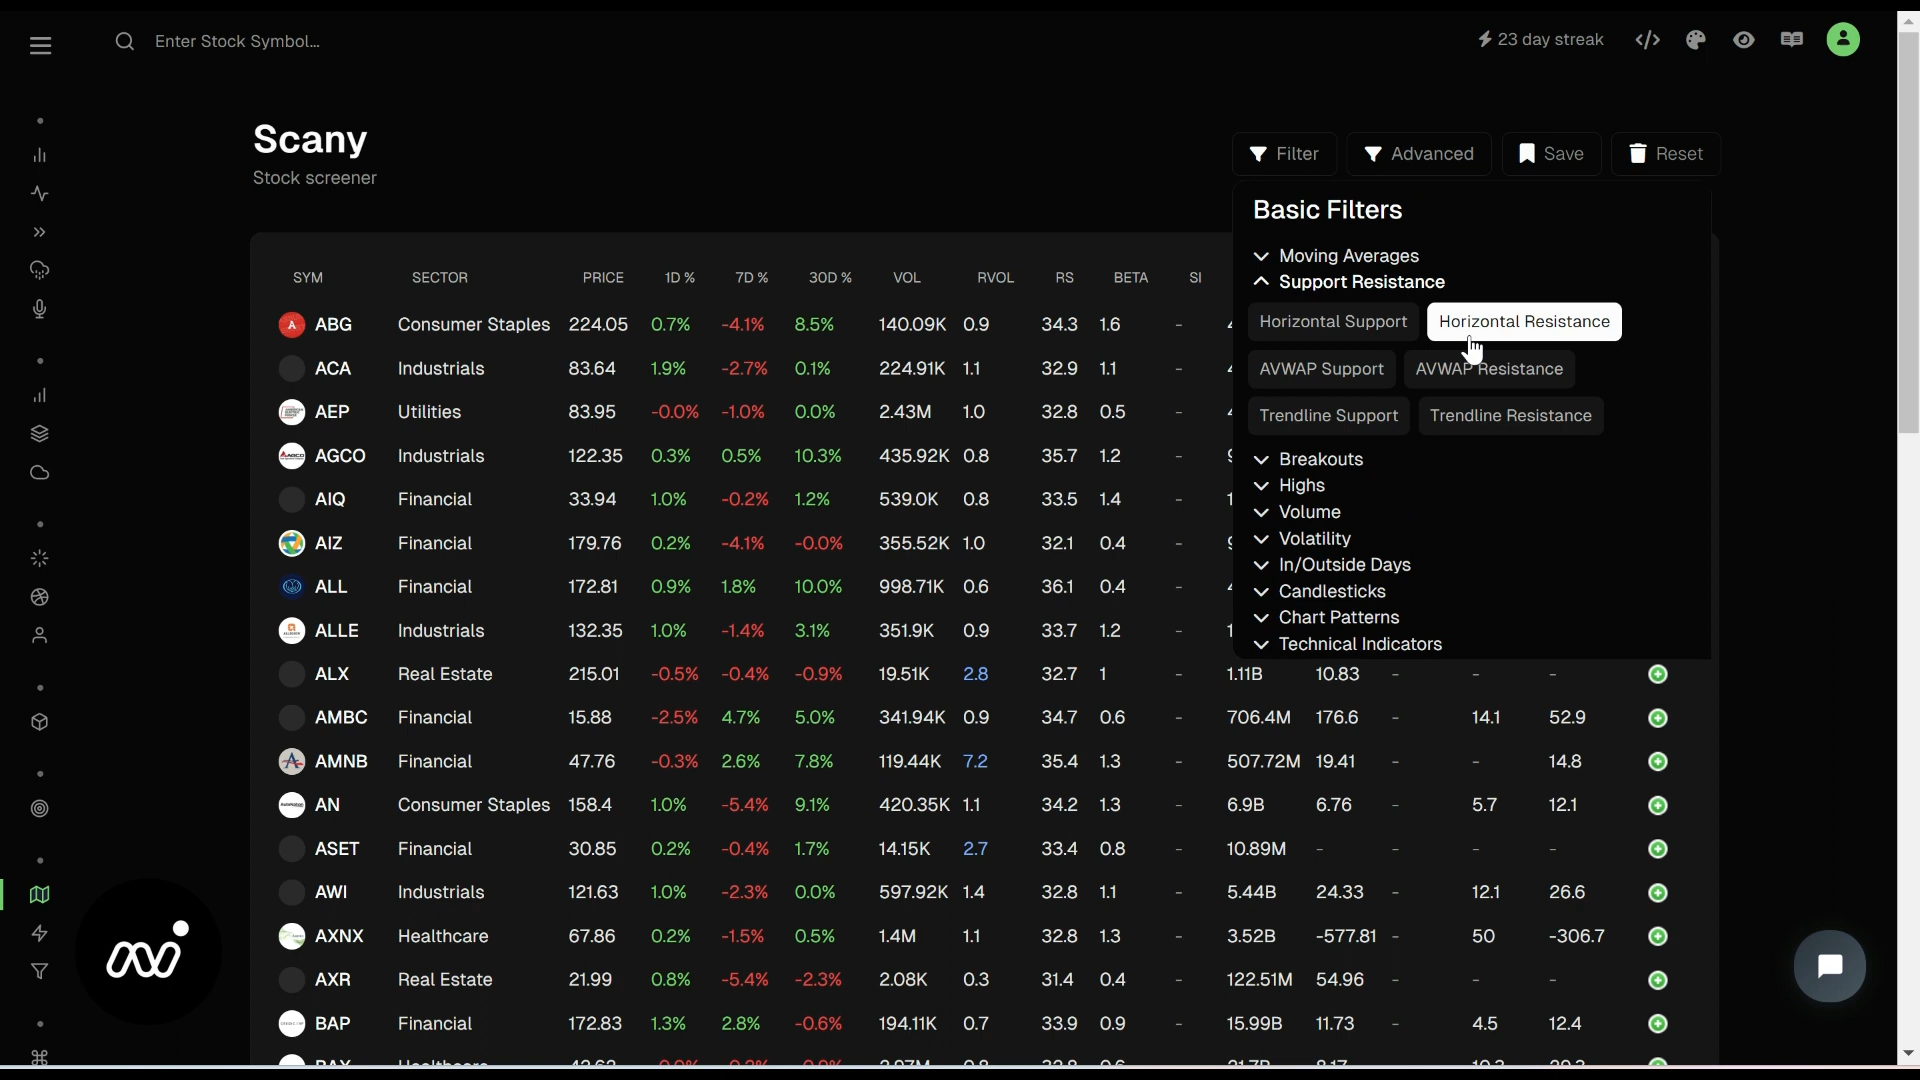 Enter Stock Symbol...
23 day streak
Scany
Stock screener
Filter
Advanced
Save
Reset
Basic Filters
Moving Averages
Support Resistance
Horizontal Support
Horizontal Resistance
AVWAP Support
AVWAP Resistance
Trendline Support
Trendline Resistance
Breakouts
Highs
Volume
Volatility
In/Outside Days
Candlesticks
Chart Patterns
Technical Indicators
SYM SECTOR PRICE 1D % 7D % 30D % VOL RVOL RS BETA SI
ABG Consumer Staples 224.05 0.7% -4.1% 8.5% 140.09K 0.9 34.3 1.6 -
ACA Industrials 83.64 1.9% -2.7% 0.1% 224.91K 1.1 32.9 1.1 -
AEP Utilities 83.95 -0.0% -1.0% 0.0% 2.43M 1.0 32.8 0.5 -
AGCO Industrials 122.35 0.3% 0.5% 10.3% 435.92K 0.8 35.7 1.2 -
AIQ Financial 33.94 1.0% -0.2% 1.2% 539.0K 0.8 33.5 1.4 -
AIZ Financial 179.76 0.2% -4.1% -0.0% 355.52K 1.0 32.1 0.4 -
ALL Financial 172.81 0.9% 1.8% 10.0% 998.71K 0.6 36.1 0.4 -
ALLE Industrials 132.35 1.0% -1.4% 3.1% 351.9K 0.9 33.7 1.2 -
ALX Real Estate 215.01 -0.5% -0.4% -0.9% 19.51K 2.8 32.7 1 - 1.11B 10.83 - - -
AMBC Financial 15.88 -2.5% 4.7% 5.0% 341.94K 0.9 34.7 0.6 - 706.4M 176.6 - 14.1 52.9
AMNB Financial 47.76 -0.3% 2.6% 7.8% 119.44K 7.2 35.4 1.3 - 507.72M 19.41 - - 14.8
AN Consumer Staples 158.4 1.0% -5.4% 9.1% 420.35K 1.1 34.2 1.3 - 6.9B 6.76 - 5.7 12.1
ASET Financial 30.85 0.2% -0.4% 1.7% 14.15K 2.7 33.4 0.8 - 10.89M - - - -
AWI Industrials 121.63 1.0% -2.3% 0.0% 597.92K 1.4 32.8 1.1 - 5.44B 24.33 - 12.1 26.6
AXNX Healthcare 67.86 0.2% -1.5% 0.5% 1.4M 1.1 32.8 1.3 - 3.52B -577.81 - 50 -306.7
AXR Real Estate 21.99 0.8% -5.4% -2.3% 2.08K 0.3 31.4 0.4 - 122.51M 54.96 - - -
BAP Financial 172.83 1.3% 2.8% -0.6% 194.11K 0.7 33.9 0.9 - 15.99B 11.73 - 4.5 12.4